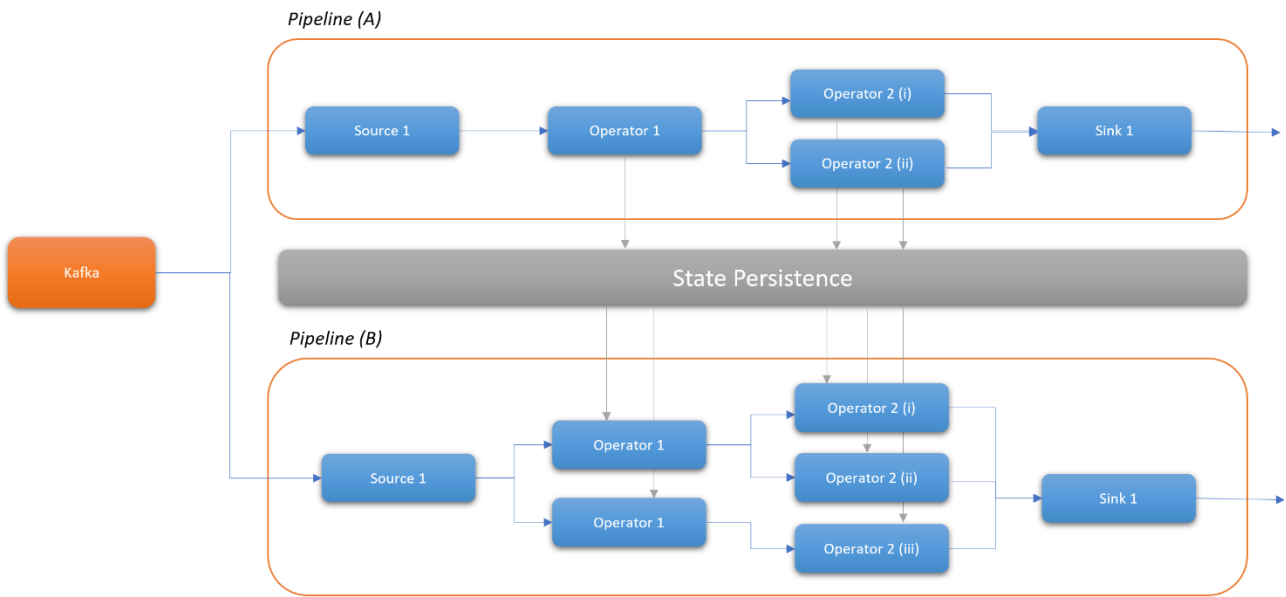 Pipeline (A)
Source 1
Operator 1
Operator 2 (i)
Operator 2 (ii)
Sink 1
Kafka
State Persistence
Pipeline (B)
Source 1
Operator 1
Operator 1
Operator 2 (i)
Operator 2 (ii)
Operator 2 (iii)
Sink 1